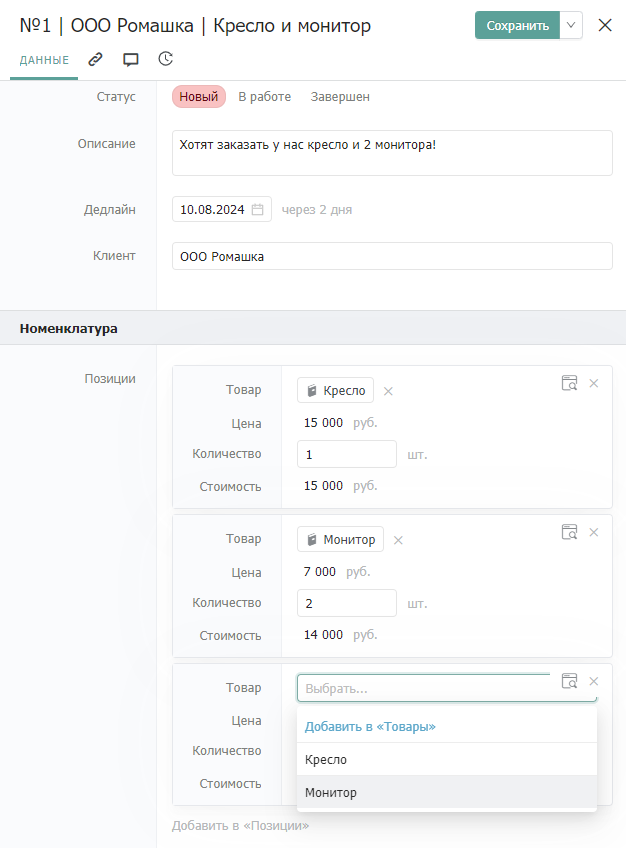 №1 | ООО Ромашка | Кресло и монитор
Сохранить
ДАННЫЕ
Статус
Новый В работе Завершен
Описание
Хотят заказать у нас кресло и 2 монитора!
Дедлайн
10.08.2024 через 2 дня
Клиент
ООО Ромашка
Номенклатура
Позиции
Товар
Кресло
Цена
15 000 руб.
Количество
1 шт.
Стоимость
15 000 руб.
Товар
Монитор
Цена
7 000 руб.
Количество
2 шт.
Стоимость
14 000 руб.
Товар
Выбрать...
Цена
Добавить в «Товары»
Количество
Кресло
Стоимость
Монитор
Добавить в «Позиции»